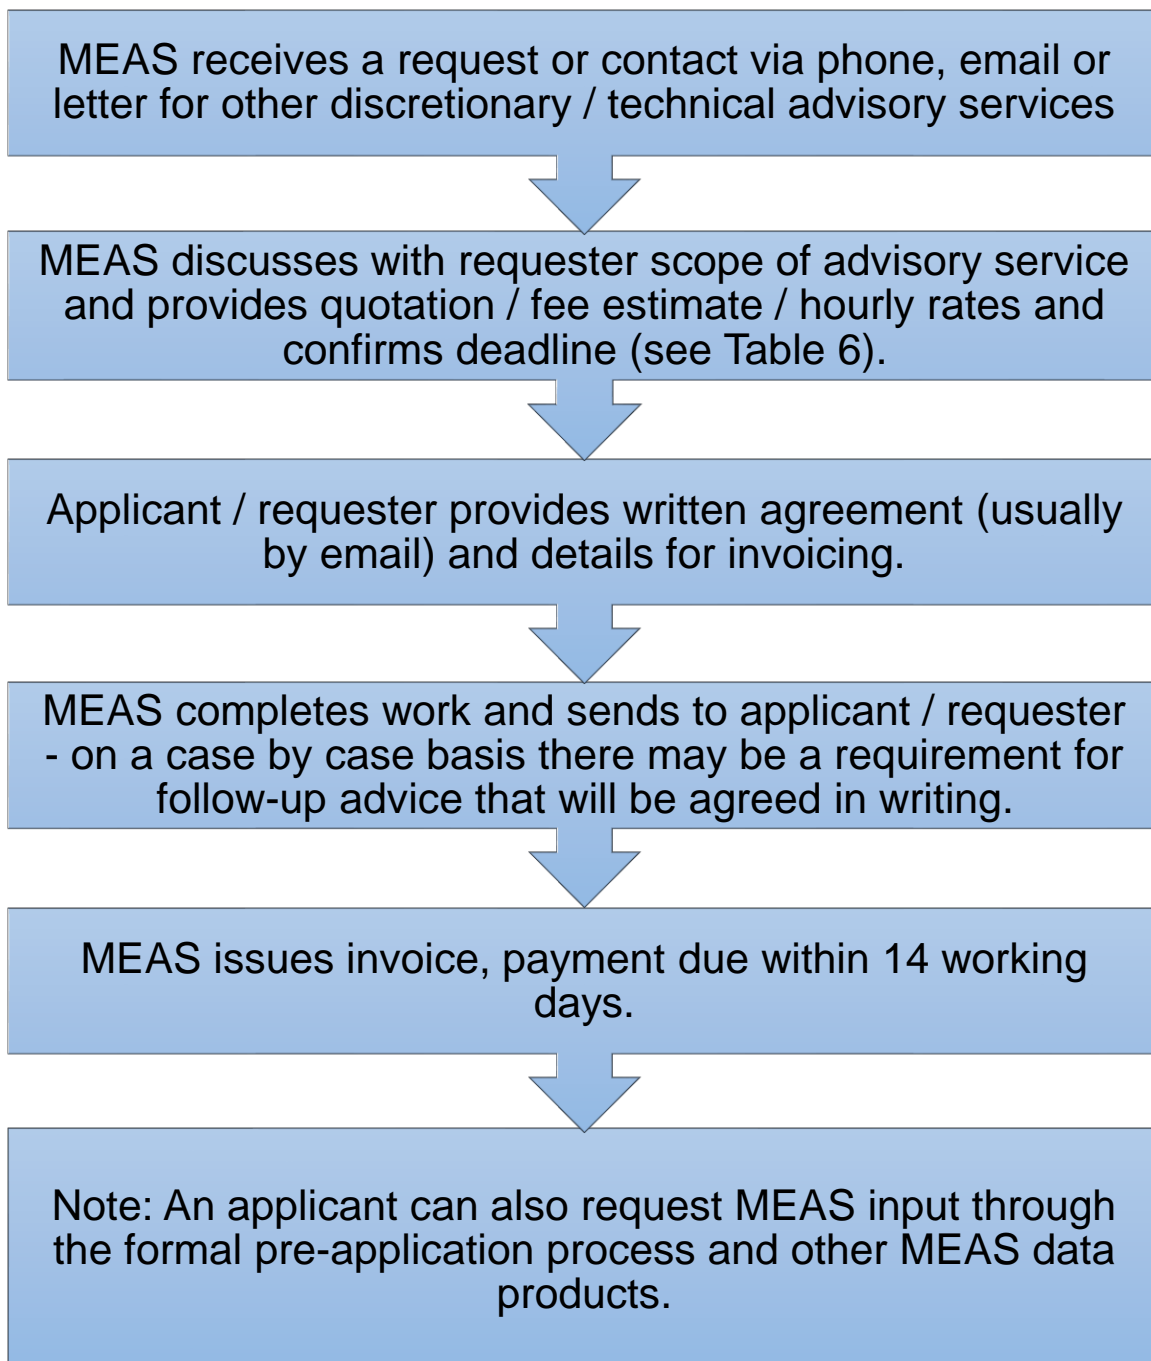 MEAS receives a request or contact via phone, email or
letter for other discretionary / technical advisory services
MEAS discusses with requester scope of advisory service
and provides quotation / fee estimate / hourly rates and
confirms deadline (see Table 6).
Applicant / requester provides written agreement (usually
by email) and details for invoicing.
MEAS completes work and sends to applicant / requester
- on a case by case basis there may be a requirement for
follow-up advice that will be agreed in writing.
MEAS issues invoice, payment due within 14 working
days.
Note: An applicant can also request MEAS input through
the formal pre-application process and other MEAS data
products.